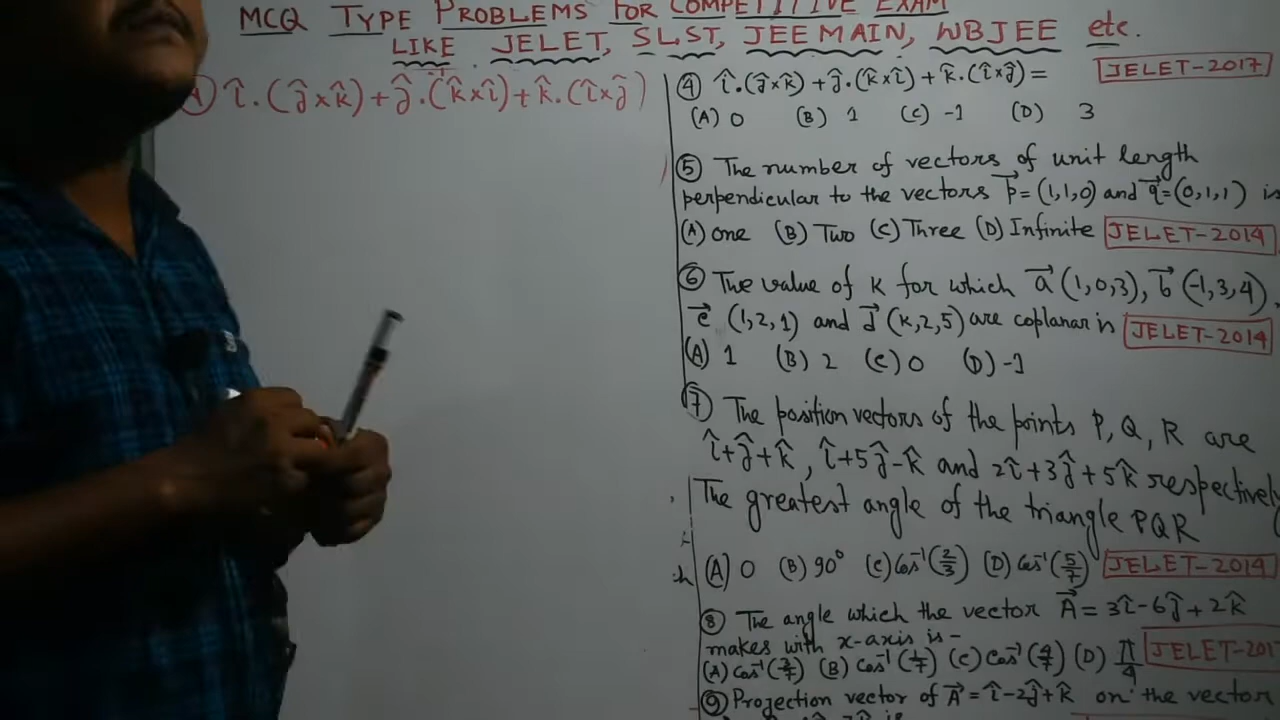 MCQ TYPE PROBLEMS FOR COMPETITIVE EXAM
LIKE JELET, SLST, JEE MAIN, WBJEE etc.
î.(ĵ×k̂)+ĵ.(k̂×î)+k̂.(î×ĵ)
④ î.(ĵ×k̂)+ĵ.(k̂×î)+k̂.(î×ĵ)= JELET-2017
(A) 0 (B) 1 (C) -1 (D) 3
⑤ The number of vectors of unit length
perpendicular to the vectors p⃗=(1,1,0) and q⃗=(0,1,1) is
(A) one (B) Two (C) Three (D) Infinite JELET-2014
⑥ The value of K for which a⃗ (1,0,3), b⃗ (-1,3,4),
c⃗ (1,2,1) and d⃗ (K,2,5) are coplanar is JELET-2014
(A) 1 (B) 2 (C) 0 (D) -1
⑦ The position vectors of the points P, Q, R are
î+ĵ+k̂, î+5ĵ-k̂ and 2î+3ĵ+5k̂ respectively
The greatest angle of the triangle PQR
(A) 0 (B) 90° (C) cos⁻¹(2/3) (D) cos⁻¹(5/7) JELET-2014
⑧ The angle which the vector A⃗ = 3î-6ĵ+2k̂
makes with x-axis is- JELET-201
(A) cos⁻¹(3/7) (B) cos⁻¹(1/7) (C) cos⁻¹(4/7) (D) π/4
⑨ Projection vector of A⃗=î-2ĵ+k̂ on the vector